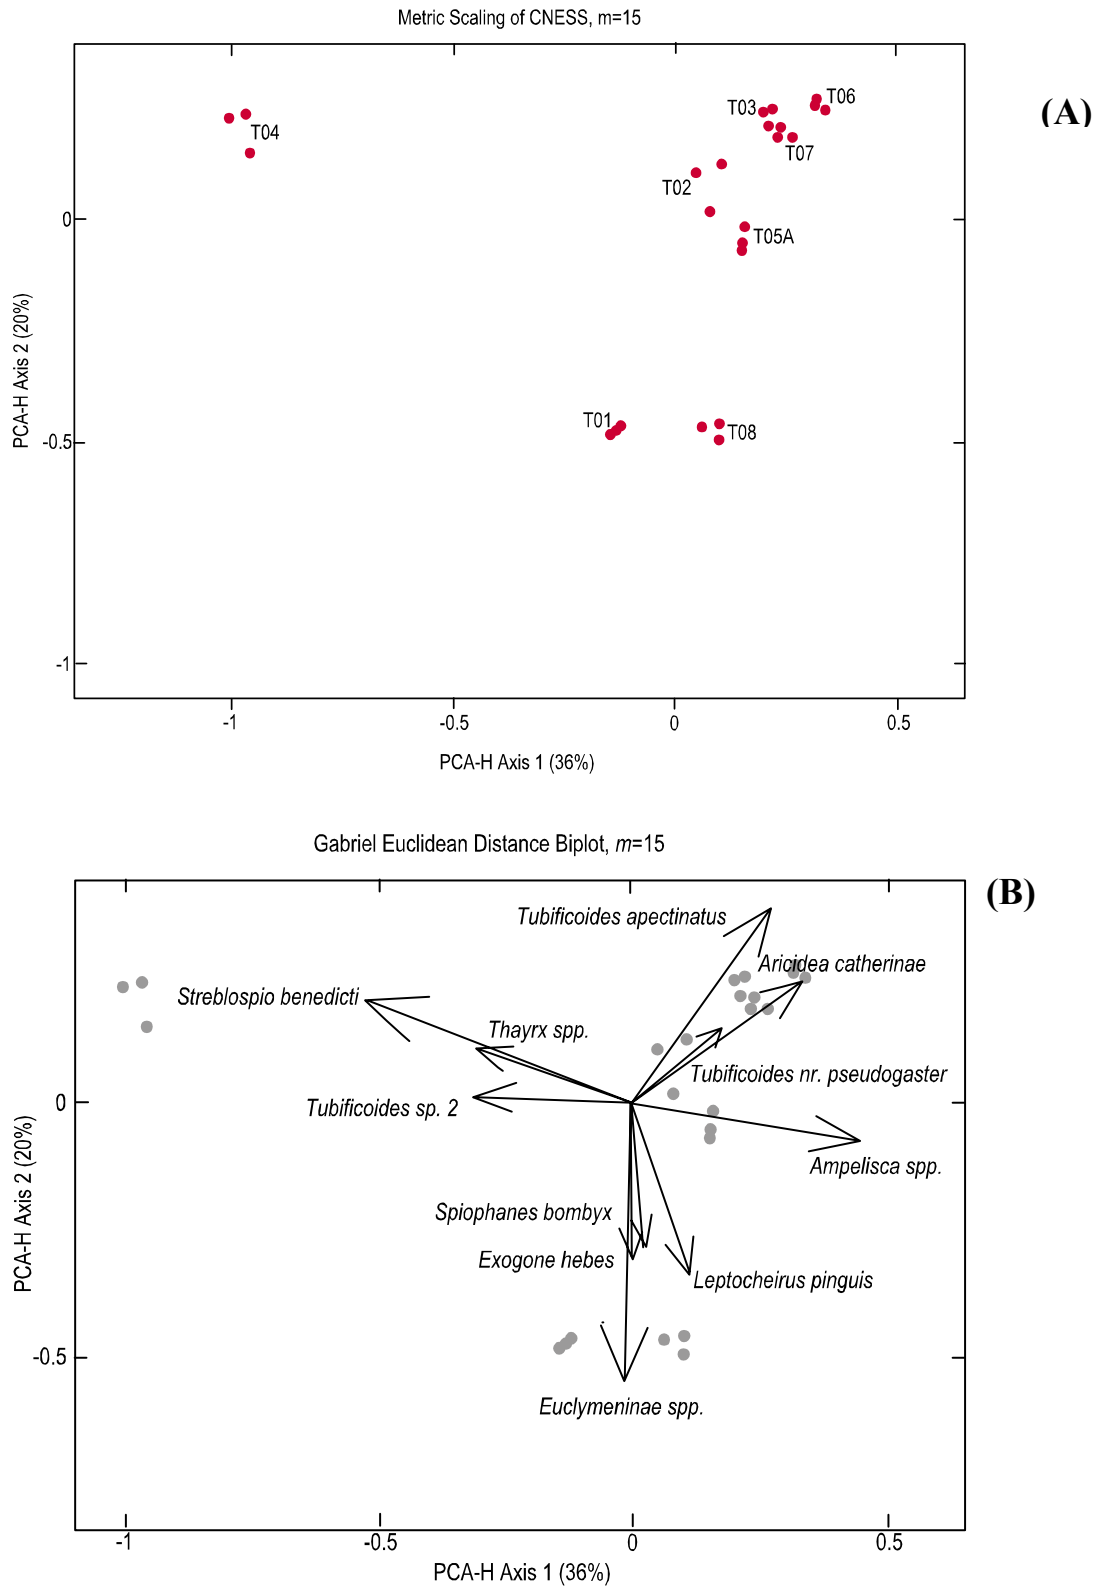 Metric Scaling of CNESS, m=15
(A)
T03
T06
T04
T07
T02
0
T05A
PCA-H Axis 2 (20%)
T01
T08
-0.5
-1
-1
-0.5
0
0.5
PCA-H Axis 1 (36%)
Gabriel Euclidean Distance Biplot, m=15
(B)
Tubificoides apectinatus
Aricidea catherinae
Streblospio benedicti
Thayrx spp.
Tubificoides nr. pseudogaster
0
Tubificoides sp. 2
Ampelisca spp.
PCA-H Axis 2 (20%)
Spiophanes bombyx
Exogone hebes
Leptocheirus pinguis
-0.5
Euclymeninae spp.
-1
-0.5
0
0.5
PCA-H Axis 1 (36%)